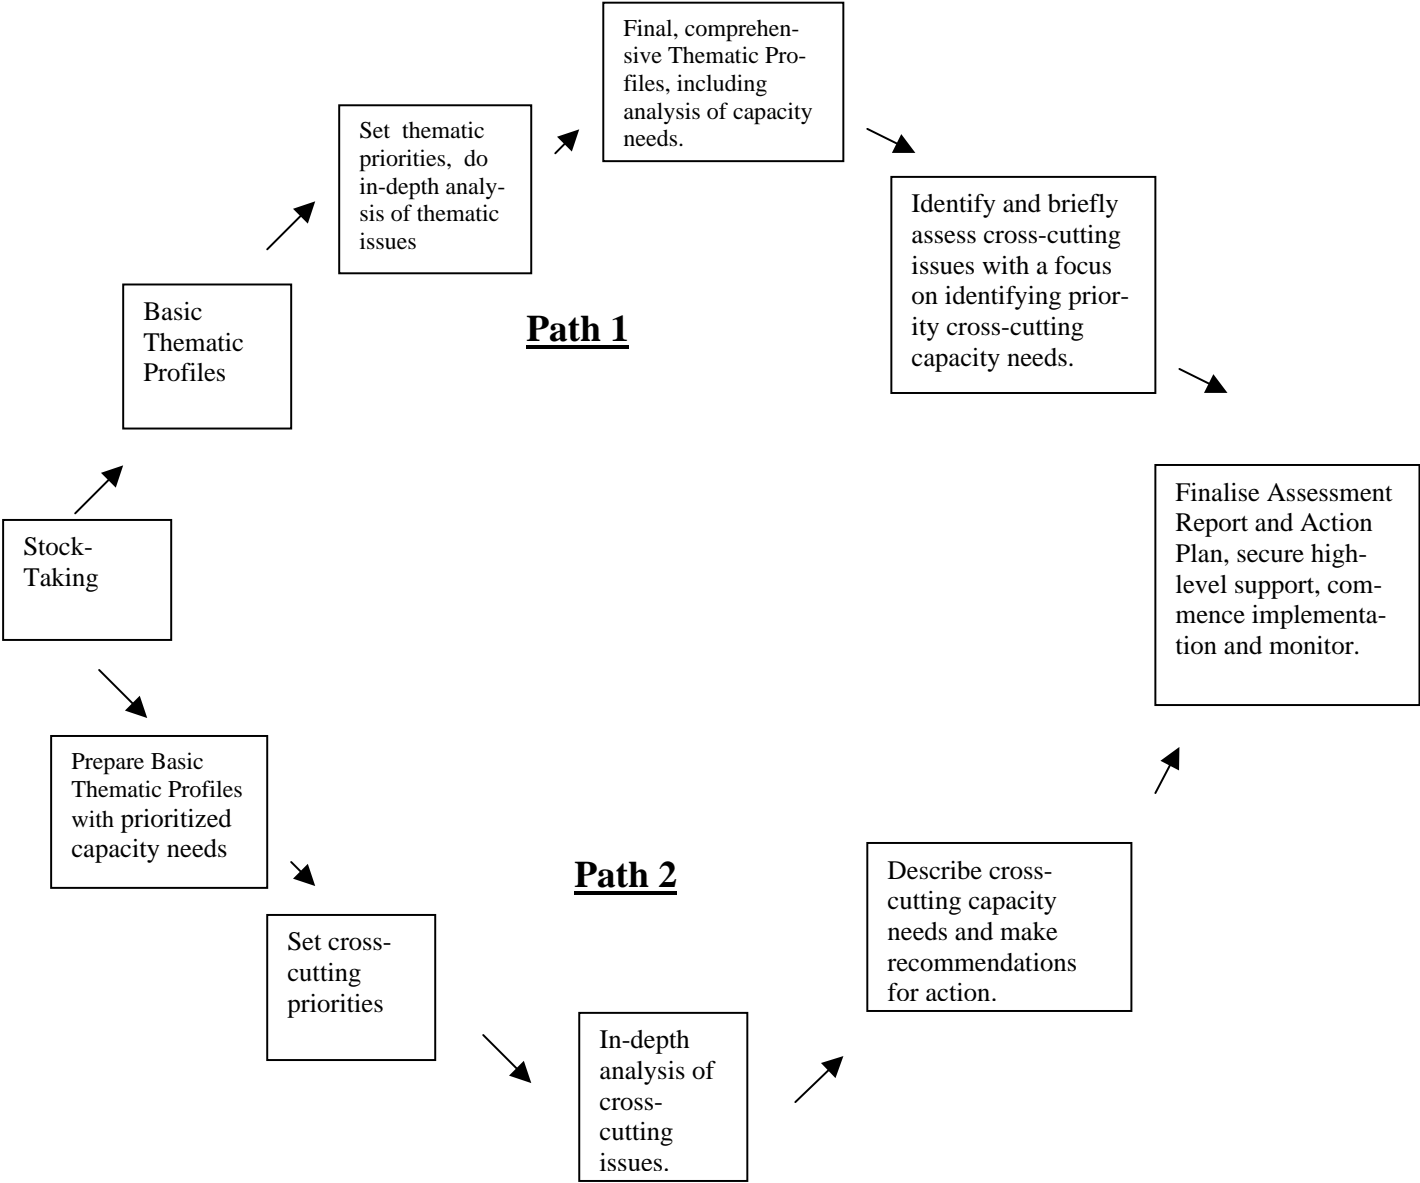 Final, comprehen-
sive Thematic Pro-
files, including
analysis of capacity
needs.
Set thematic
priorities, do
in-depth analy-
sis of thematic
issues
Identify and briefly
assess cross-cutting
issues with a focus
on identifying prior-
ity cross-cutting
capacity needs.
Basic
Thematic
Profiles
Path 1
Stock-
Taking
Finalise Assessment
Report and Action
Plan, secure high-
level support, com-
mence implementa-
tion and monitor.
Prepare Basic
Thematic Profiles
with prioritized
capacity needs
Path 2
Set cross-
cutting
priorities
Describe cross-
cutting capacity
needs and make
recommendations
for action.
In-depth
analysis of
cross-
cutting
issues.